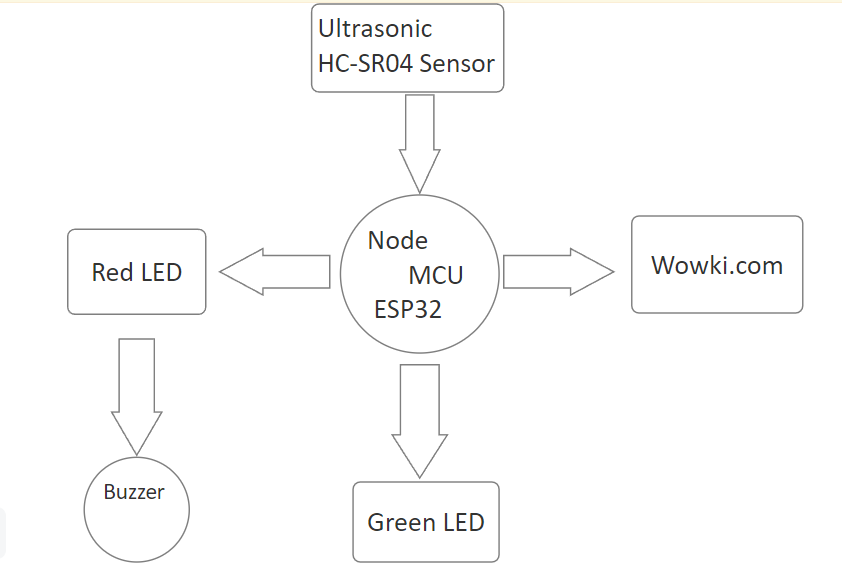 Ultrasonic
HC-SR04 Sensor
Node
MCU
ESP32
Red LED
Wowki.com
Buzzer
Green LED